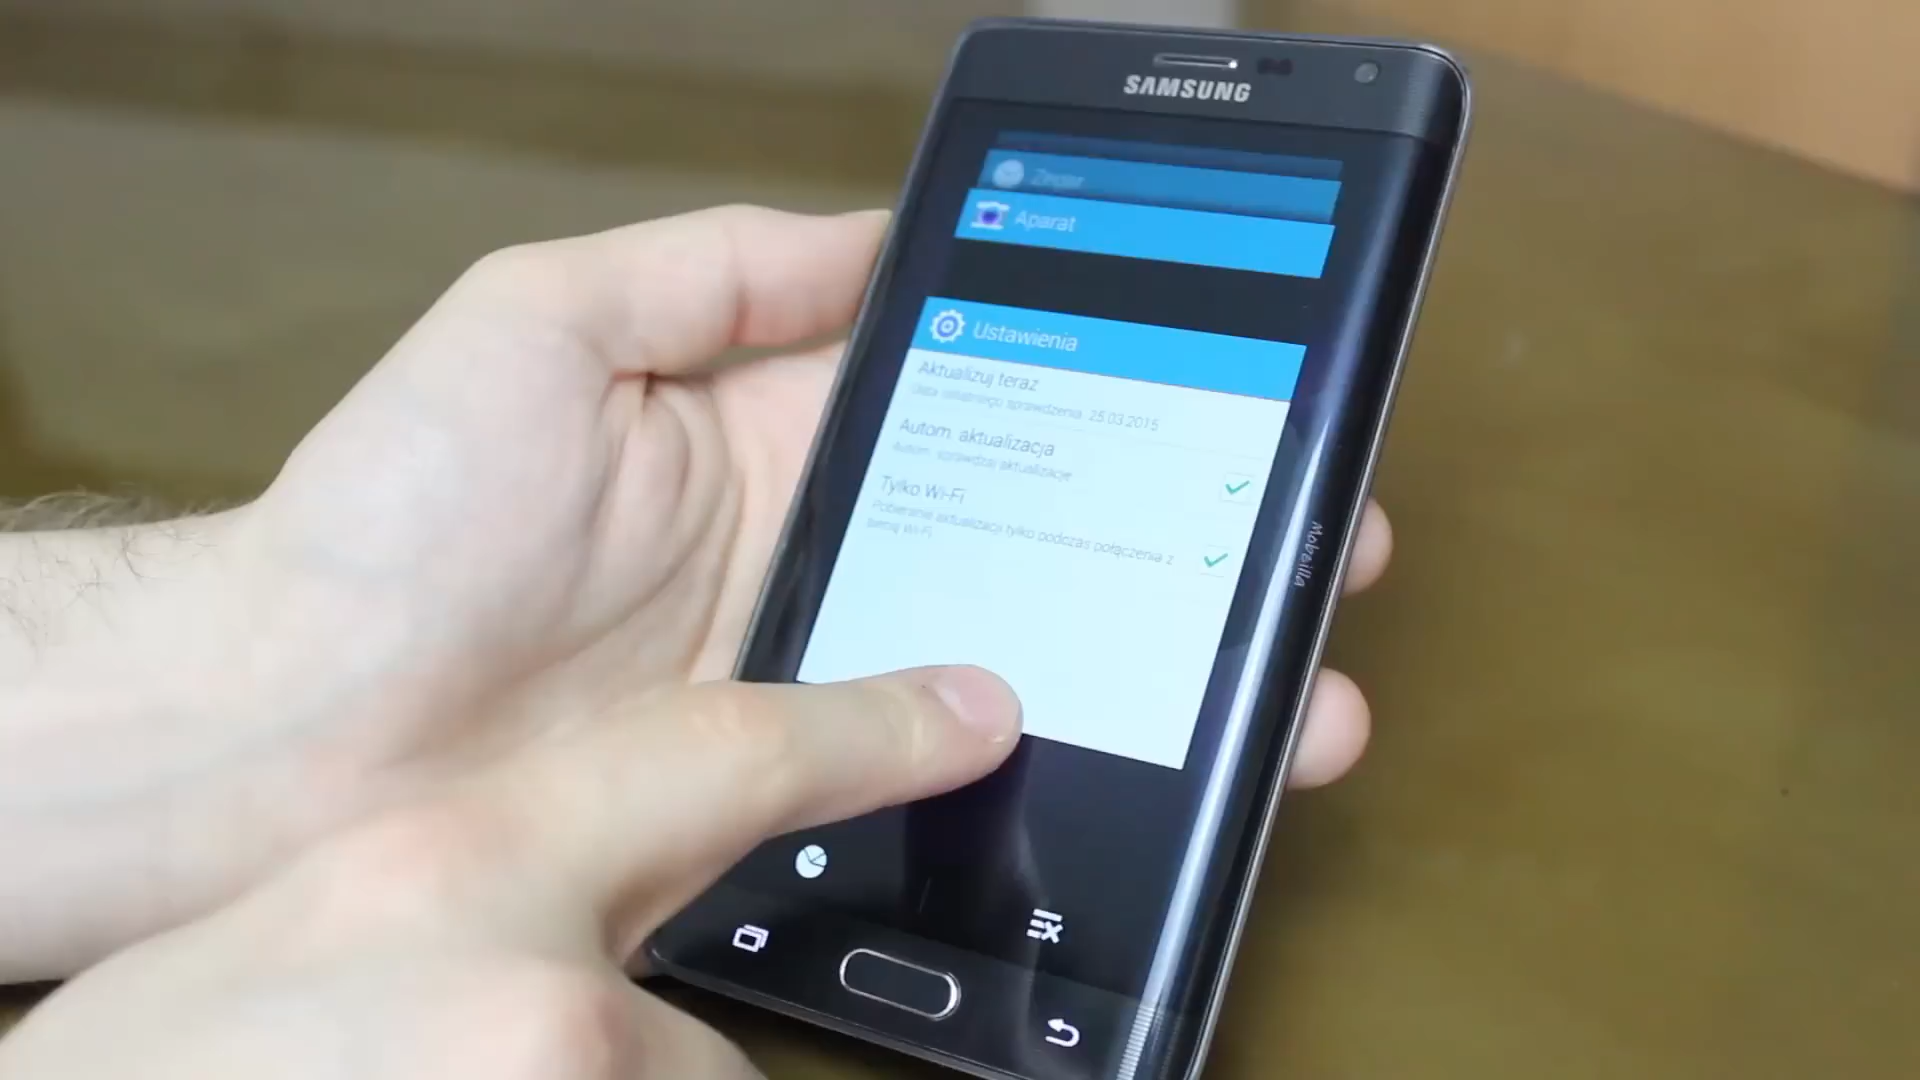 SAMSUNG
Zegar
Aparat
Ustawienia
Aktualizuj teraz
Data ostatniego sprawdzenia: 25.03.2015
Autom. aktualizacja
Autom. sprawdzaj aktualizacje
Tylko Wi-Fi
Pobieranie aktualizacji tylko podczas połączenia z
siecią Wi-Fi
Mobzilla